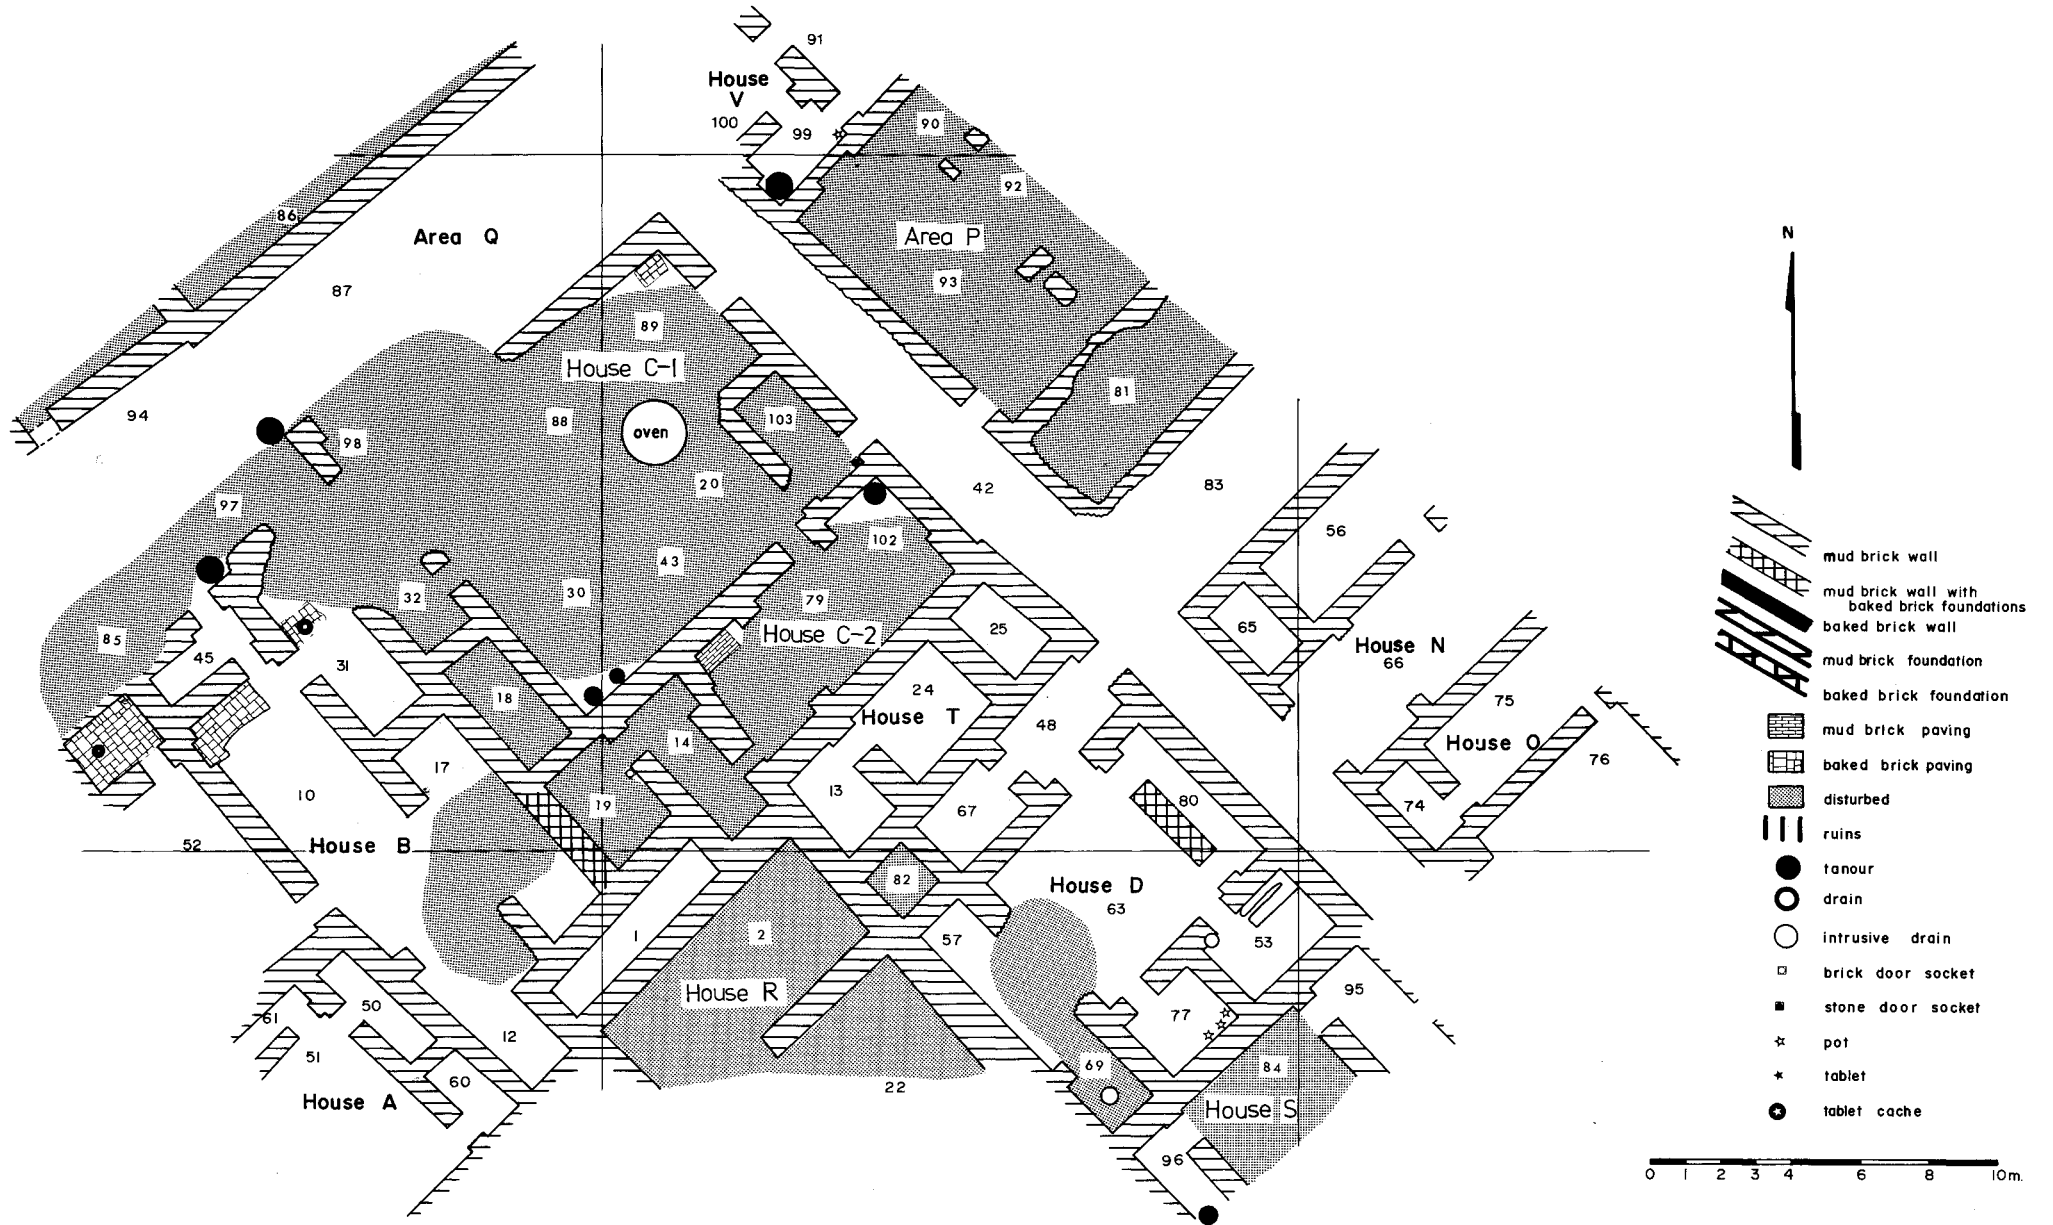 91
House
V
100
99
90
92
86
Area Q
Area P
N
87
93
89
House C-1
81
94
88
103
oven
98
20
42
83
97
56
102
43
mud brick wall
30
32
79
mud brick wall with
baked brick foundations
85
House C-2
25
65
baked brick wall
45
31
House N
66
mud brick foundation
18
24
75
baked brick foundation
House T
48
mud brick paving
14
House O
76
17
baked brick paving
10
13
80
74
disturbed
19
67
52
House B
ruins
82
House D
63
tanour
drain
1
2
57
53
intrusive drain
House R
95
brick door socket
50
61
77
stone door socket
12
51
69
84
pot
60
22
tablet
House A
House S
tablet cache
96
0 1 2 3 4 6 8 10 m.